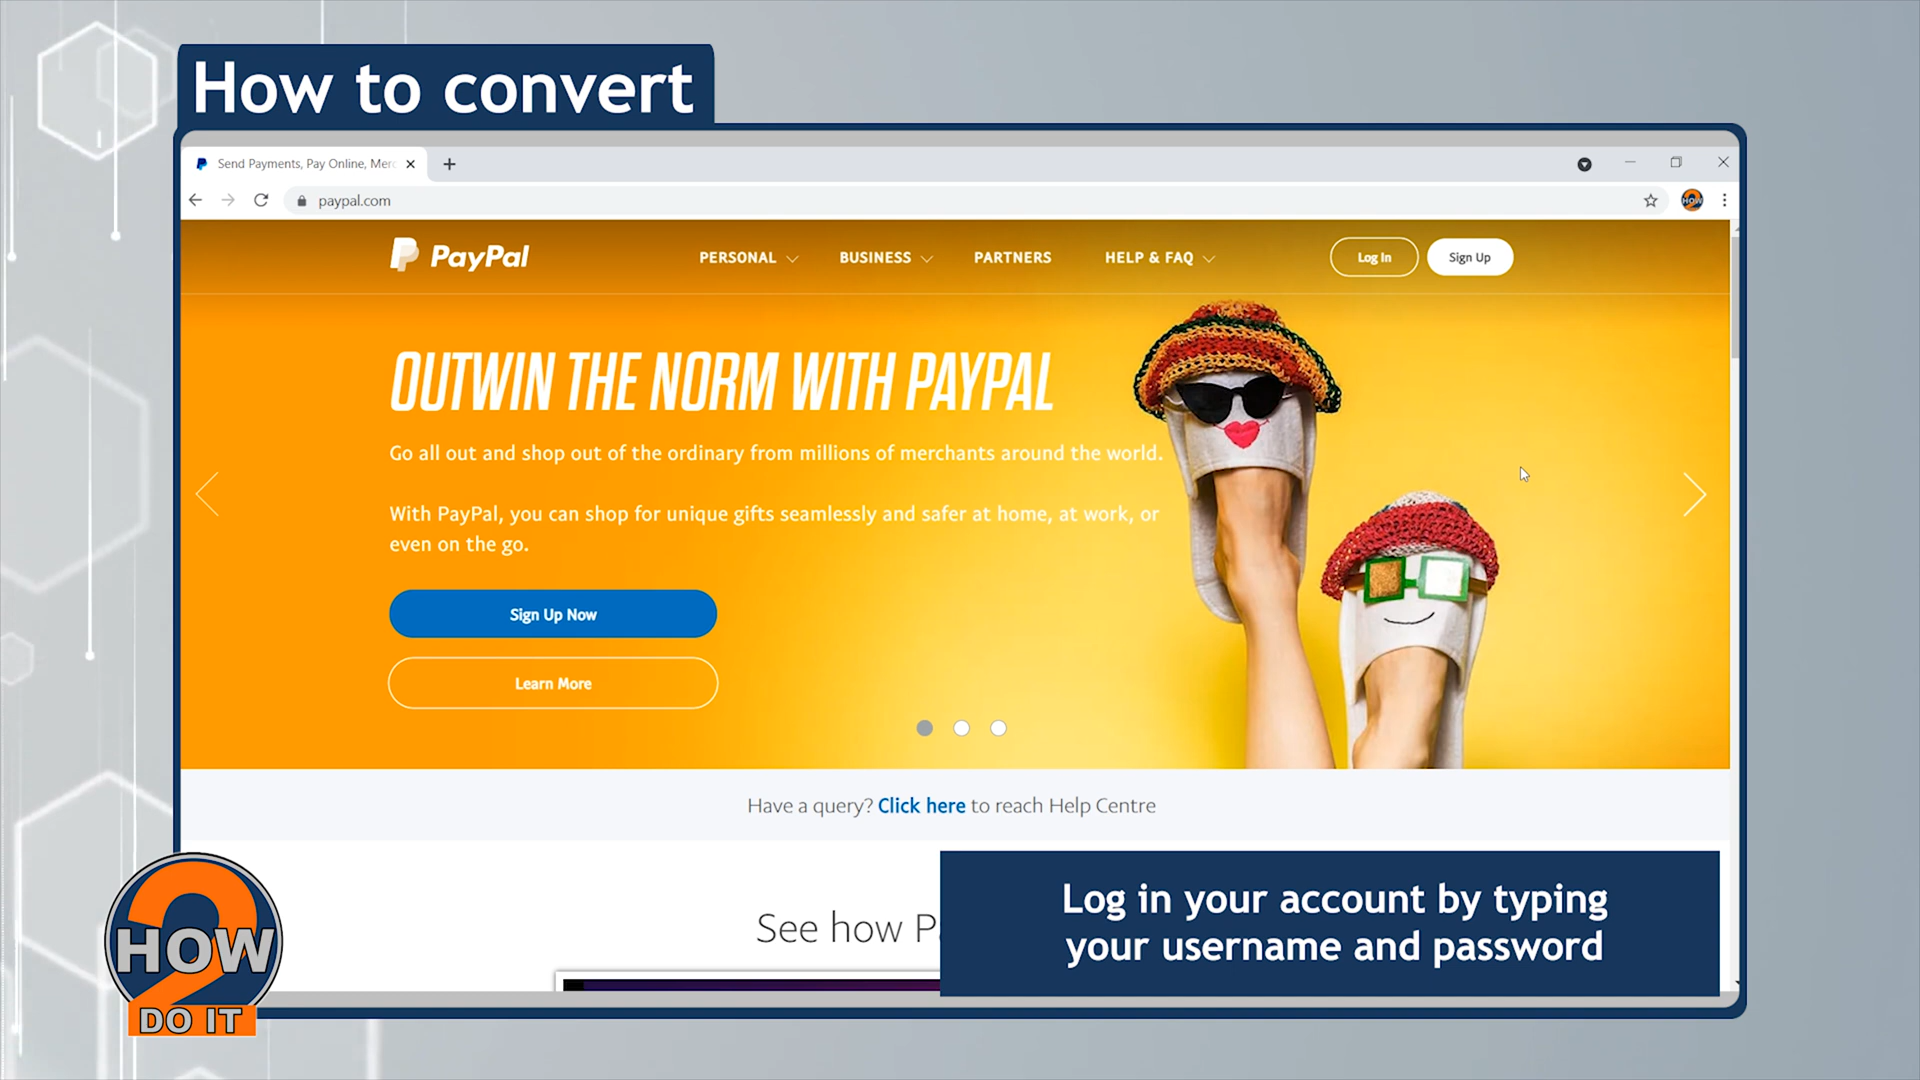 How to convert
Send Payments, Pay Online, Merc
paypal.com
PayPal
PERSONAL
BUSINESS
PARTNERS
HELP & FAQ
Log In
Sign Up
OUTWIN THE NORM WITH PAYPAL
Go all out and shop out of the ordinary from millions of merchants around the world.
With PayPal, you can shop for unique gifts seamlessly and safer at home, at work, or
even on the go.
Sign Up Now
Learn More
Have a query? Click here to reach Help Centre
See how Pa
Log in your account by typing
your username and password
HOW
2
DO IT